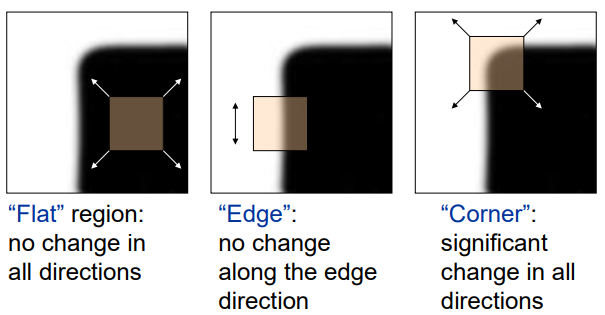 “Flat” region:
no change in
all directions
“Edge”:
no change
along the edge
direction
“Corner”:
significant
change in all
directions